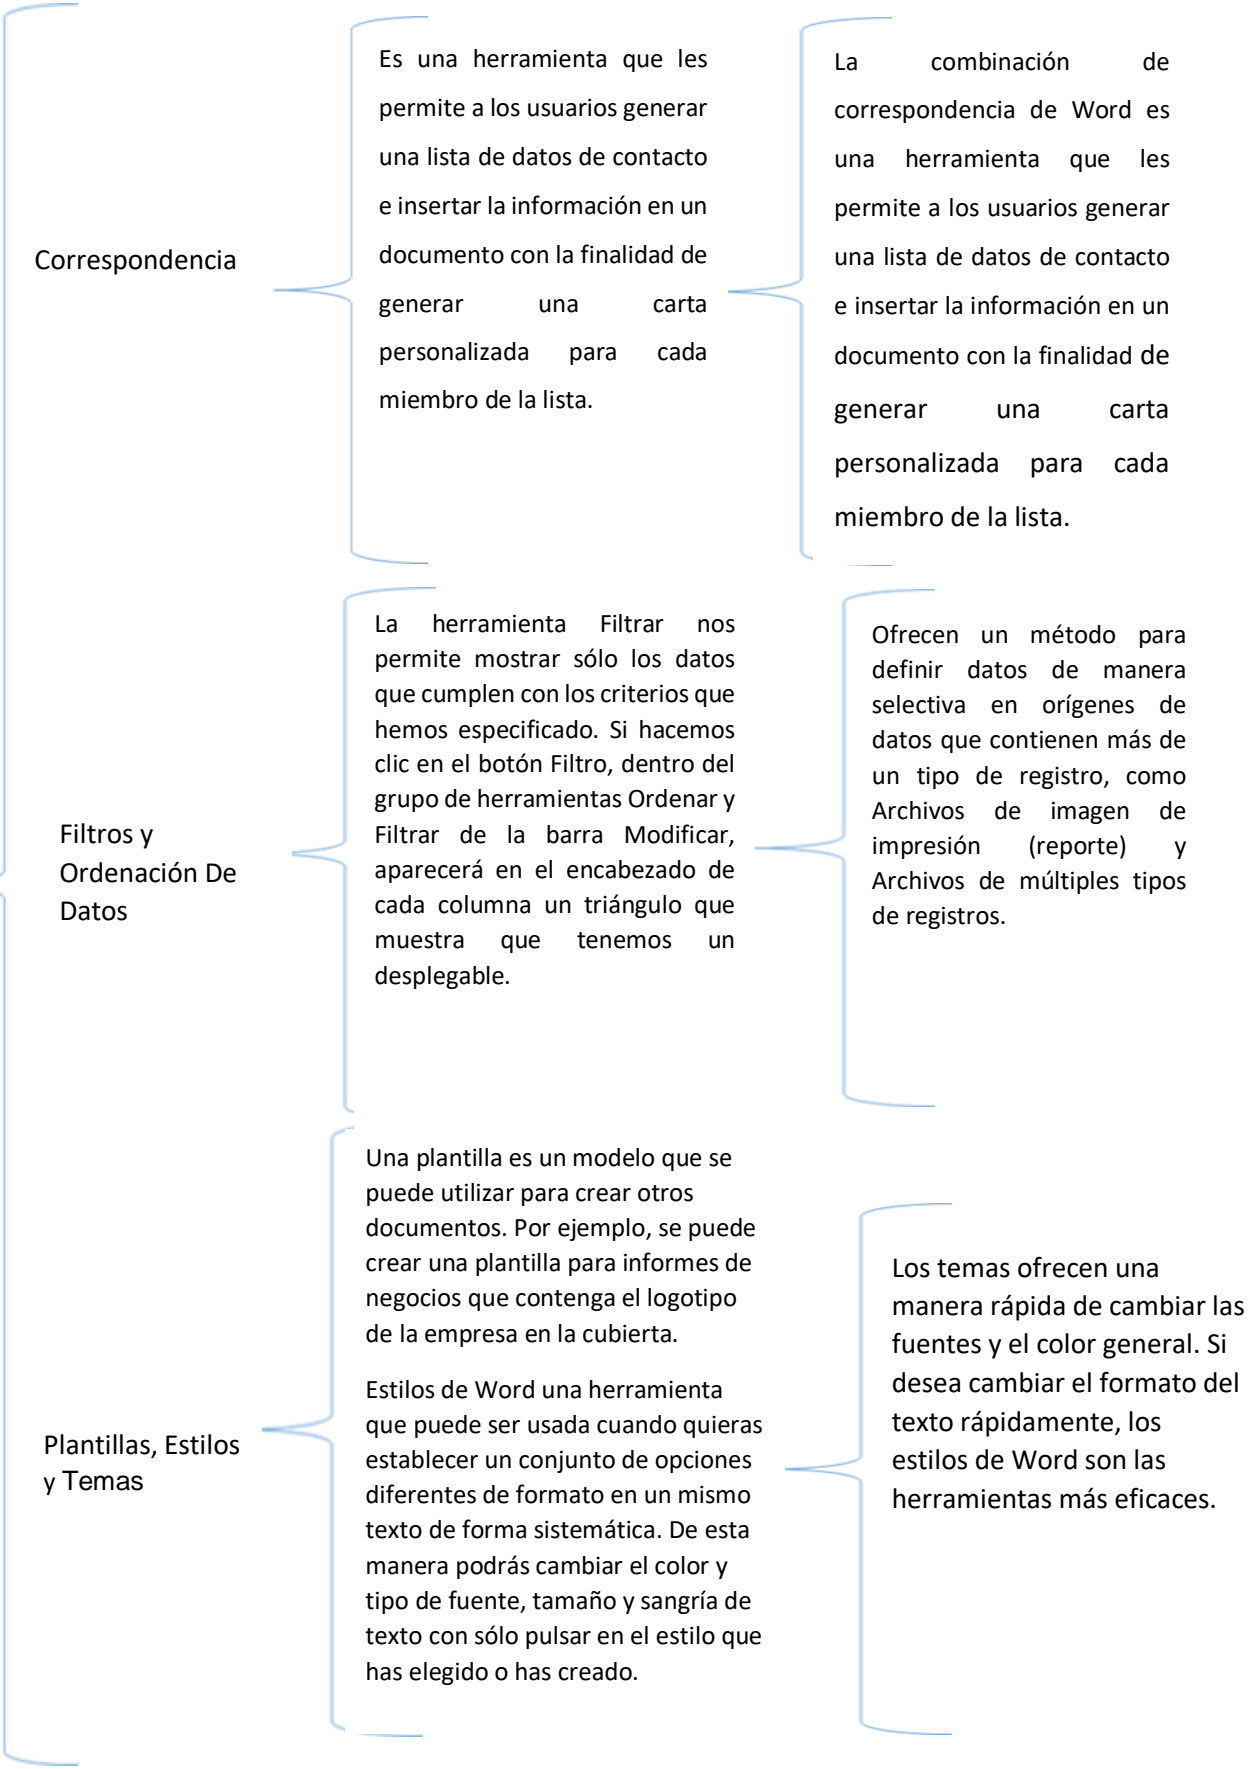 Correspondencia
Es una herramienta que les
permite a los usuarios generar
una lista de datos de contacto
e insertar la información en un
documento con la finalidad de
generar una carta
personalizada para cada
miembro de la lista.
La combinación de
correspondencia de Word es
una herramienta que les
permite a los usuarios generar
una lista de datos de contacto
e insertar la información en un
documento con la finalidad de
generar una carta
personalizada para cada
miembro de la lista.
Filtros y
Ordenación De
Datos
La herramienta Filtrar nos
permite mostrar sólo los datos
que cumplen con los criterios que
hemos especificado. Si hacemos
clic en el botón Filtro, dentro del
grupo de herramientas Ordenar y
Filtrar de la barra Modificar,
aparecerá en el encabezado de
cada columna un triángulo que
muestra que tenemos un
desplegable.
Ofrecen un método para
definir datos de manera
selectiva en orígenes de
datos que contienen más de
un tipo de registro, como
Archivos de imagen de
impresión (reporte) y
Archivos de múltiples tipos
de registros.
Plantillas, Estilos
y Temas
Una plantilla es un modelo que se
puede utilizar para crear otros
documentos. Por ejemplo, se puede
crear una plantilla para informes de
negocios que contenga el logotipo
de la empresa en la cubierta.
Estilos de Word una herramienta
que puede ser usada cuando quieras
establecer un conjunto de opciones
diferentes de formato en un mismo
texto de forma sistemática. De esta
manera podrás cambiar el color y
tipo de fuente, tamaño y sangría de
texto con sólo pulsar en el estilo que
has elegido o has creado.
Los temas ofrecen una
manera rápida de cambiar las
fuentes y el color general. Si
desea cambiar el formato del
texto rápidamente, los
estilos de Word son las
herramientas más eficaces.